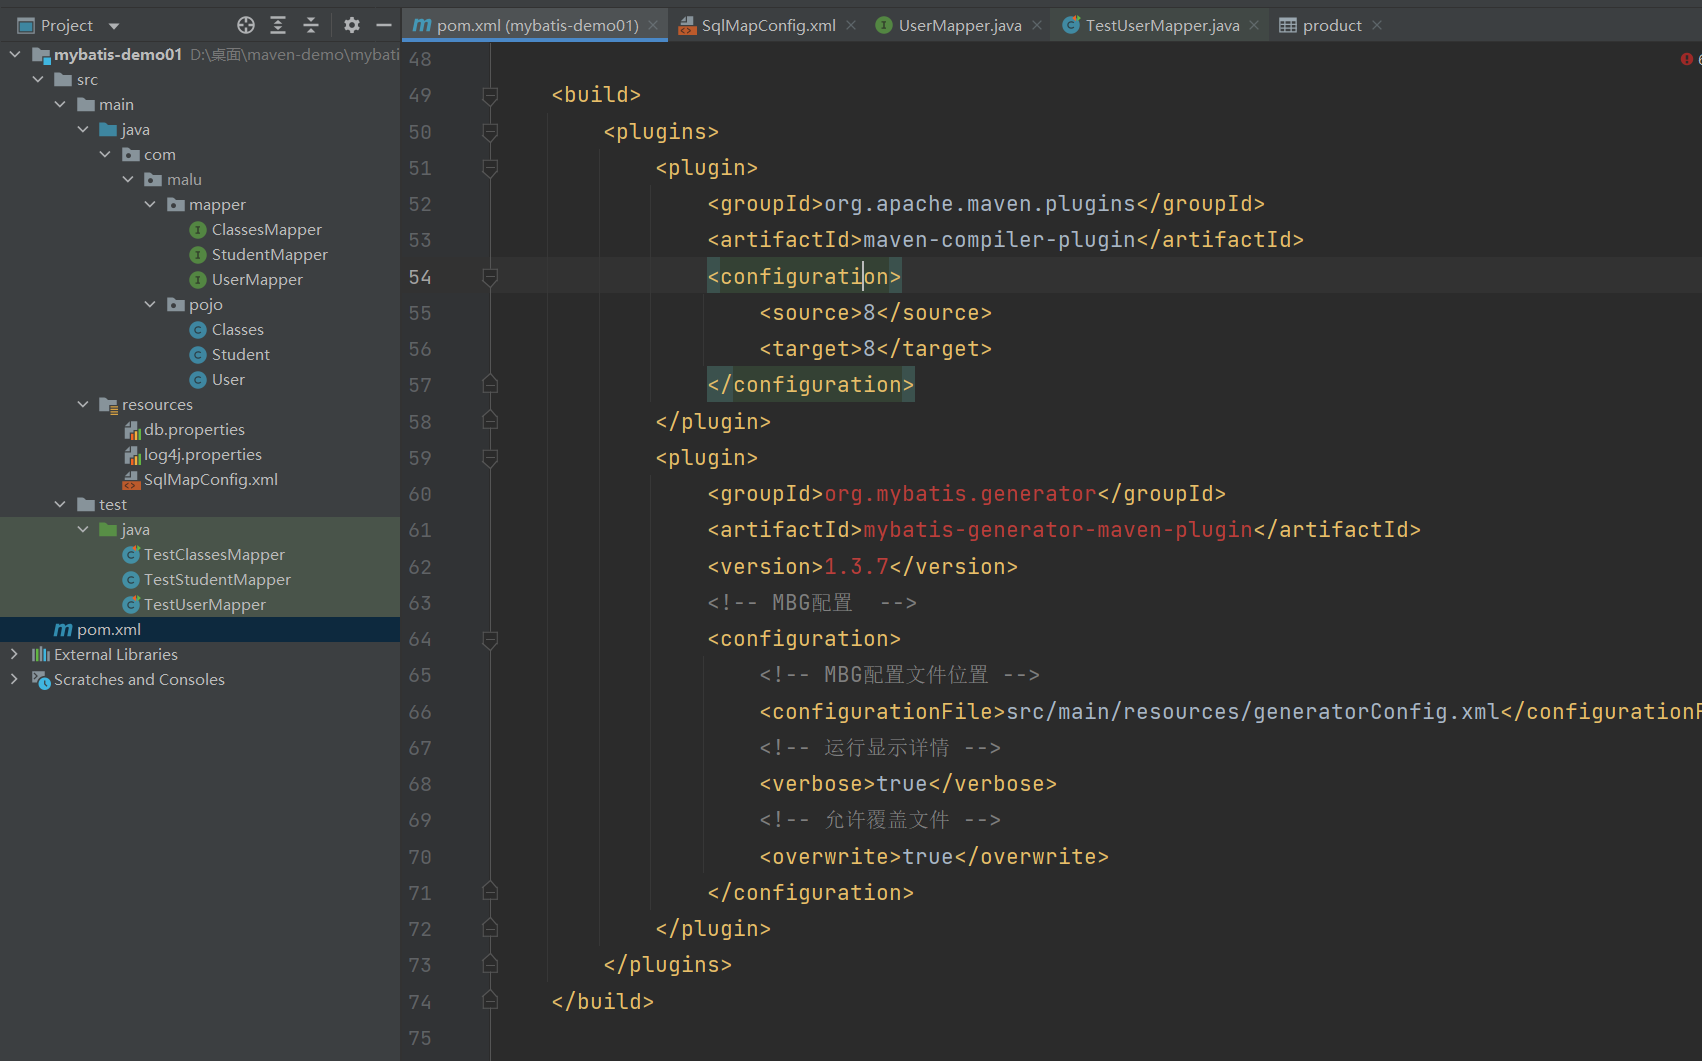 Project
pom.xml (mybatis-demo01)
SqlMapConfig.xml
UserMapper.java
TestUserMapper.java
product
mybatis-demo01 D:\桌面\maven-demo\mybati
src
main
java
com
malu
mapper
ClassesMapper
StudentMapper
UserMapper
pojo
Classes
Student
User
resources
db.properties
log4j.properties
SqlMapConfig.xml
test
java
TestClassesMapper
TestStudentMapper
TestUserMapper
pom.xml
External Libraries
Scratches and Consoles
48
49 <build>
50 <plugins>
51 <plugin>
52 <groupId>org.apache.maven.plugins</groupId>
53 <artifactId>maven-compiler-plugin</artifactId>
54 <configuration>
55 <source>8</source>
56 <target>8</target>
57 </configuration>
58 </plugin>
59 <plugin>
60 <groupId>org.mybatis.generator</groupId>
61 <artifactId>mybatis-generator-maven-plugin</artifactId>
62 <version>1.3.7</version>
63 <!-- MBG配置  -->
64 <configuration>
65 <!-- MBG配置文件位置 -->
66 <configurationFile>src/main/resources/generatorConfig.xml</configurationF
67 <!-- 运行显示详情 -->
68 <verbose>true</verbose>
69 <!-- 允许覆盖文件 -->
70 <overwrite>true</overwrite>
71 </configuration>
72 </plugin>
73 </plugins>
74 </build>
75